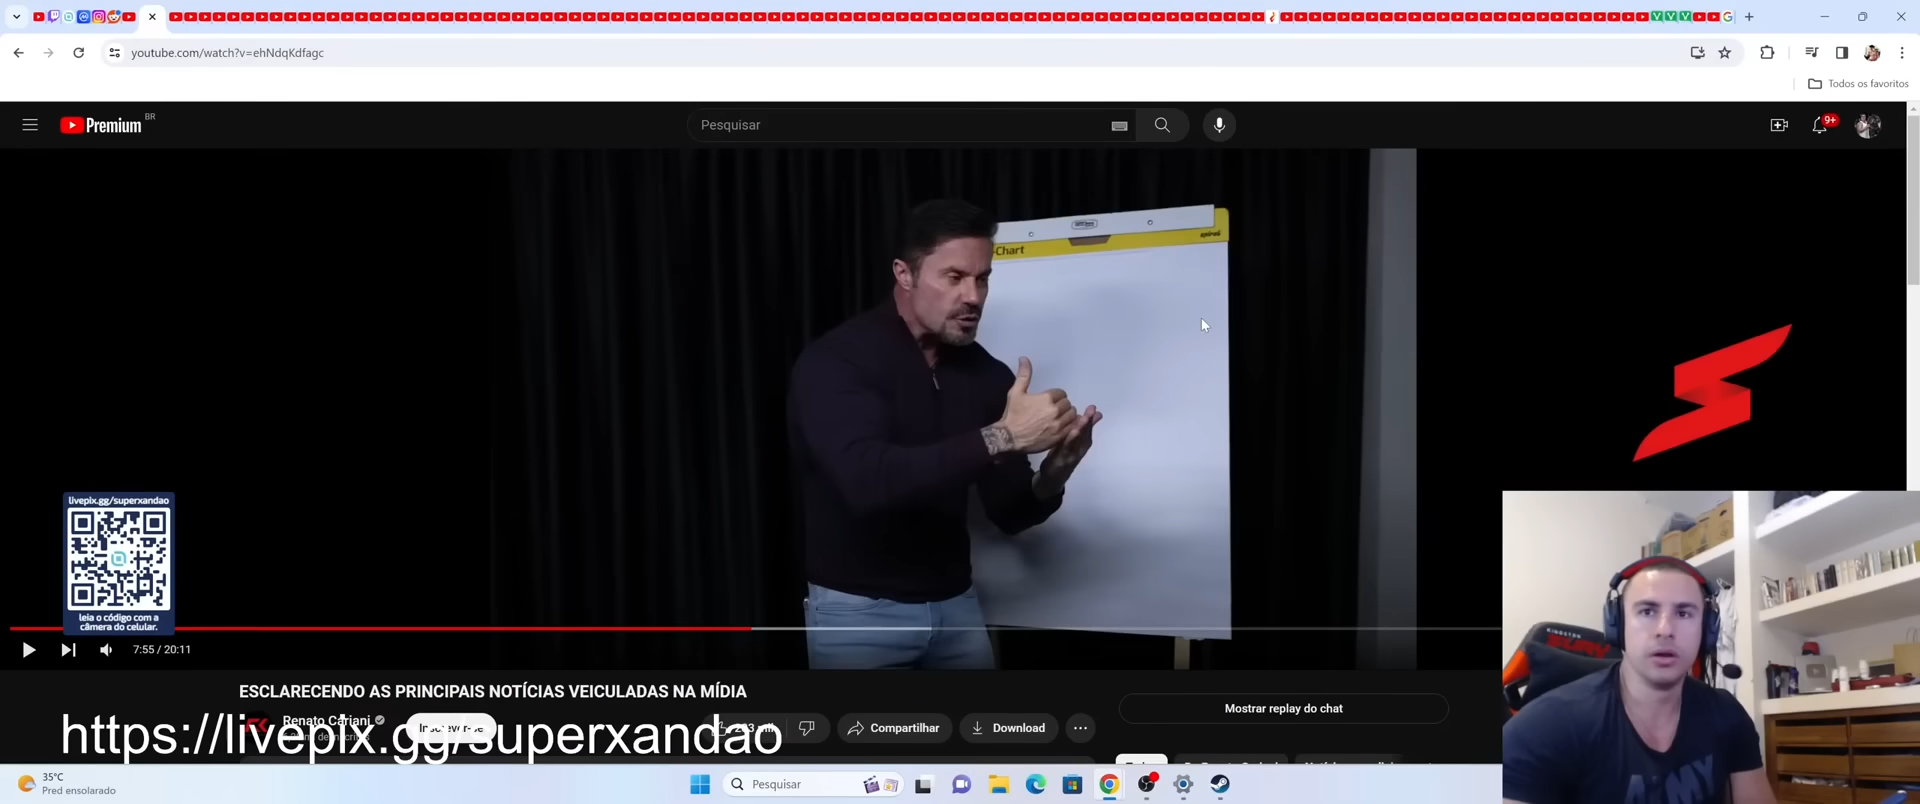 youtube.com/watch?v=ehNdqKdfagc
Todos os favoritos
Premium BR
Pesquisar
9+
-Chart
livepix.gg/superxandao
leia o código com a
câmera do celular.
7:55 / 20:11
ESCLARECENDO AS PRINCIPAIS NOTÍCIAS VEICULADAS NA MÍDIA
Mostrar replay do chat
Renato Cariani
Inscrever-se
Compartilhar
Download
https://livepix.gg/superxandao
35°C
Pred ensolarado
Pesquisar